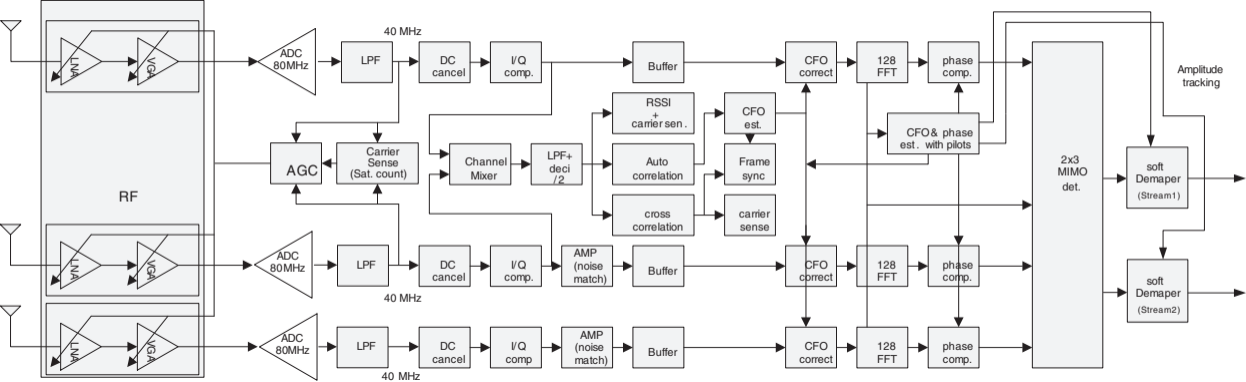 40 MHz
LNA
VGA
ADC
80MHz
LPF
DC
cancel
I/Q
comp.
Buffer
CFO
correct
128
FFT
phase
comp.
Amplitude
tracking
RSSI
+
carrier sen .
CFO
est.
CFO & phase
est. with pilots
AGC
Carrier
Sense
(Sat. count)
Channel
Mixer
LPF+
deci
/2
Auto
correlation
Frame
sync
2x3
MIMO
det.
soft
Demaper
(Stream1)
RF
cross
correlation
carrier
sense
LNA
VGA
ADC
80MHz
LPF
40 MHz
DC
cancel
I/Q
comp.
AMP
(noise
match)
Buffer
CFO
correct
128
FFT
phase
comp.
soft
Demaper
(Stream2)
LNA
VGA
ADC
80MHz
LPF
40 MHz
DC
cancel
I/Q
comp
AMP
(noise
match)
Buffer
CFO
correct
128
FFT
phase
comp.